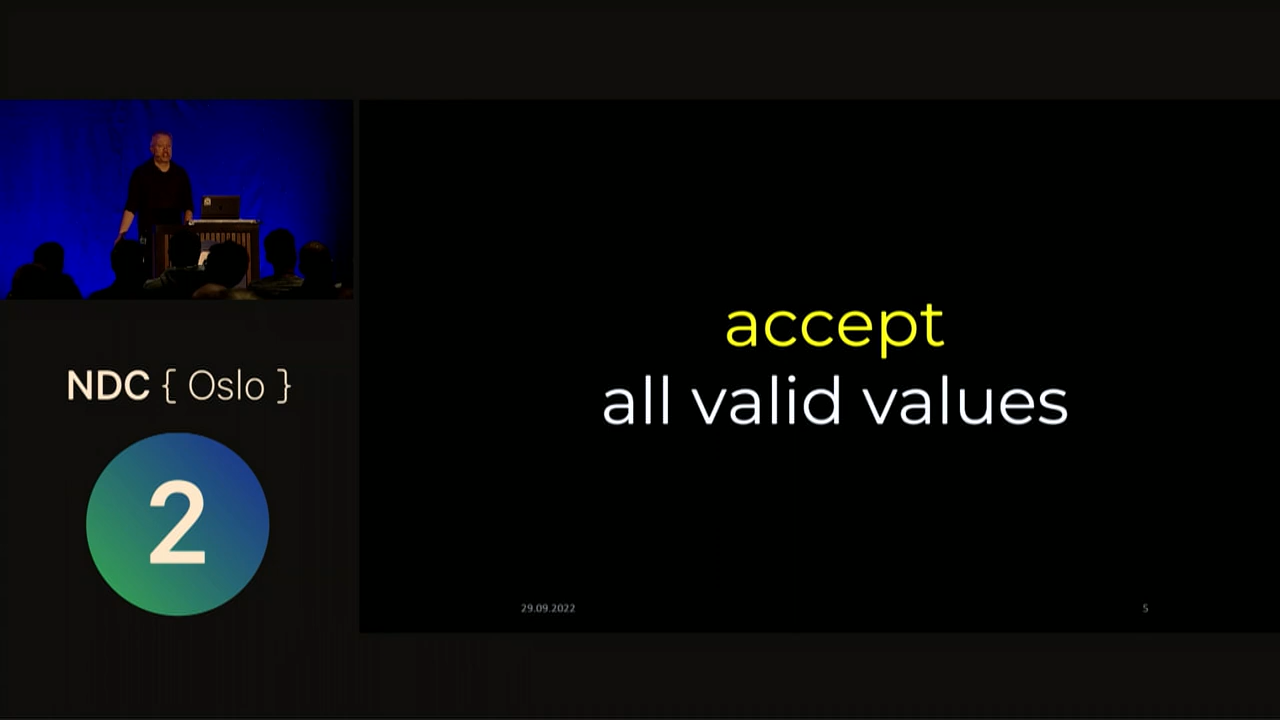 NDC { Oslo }
2
accept
all valid values
29.09.2022
5